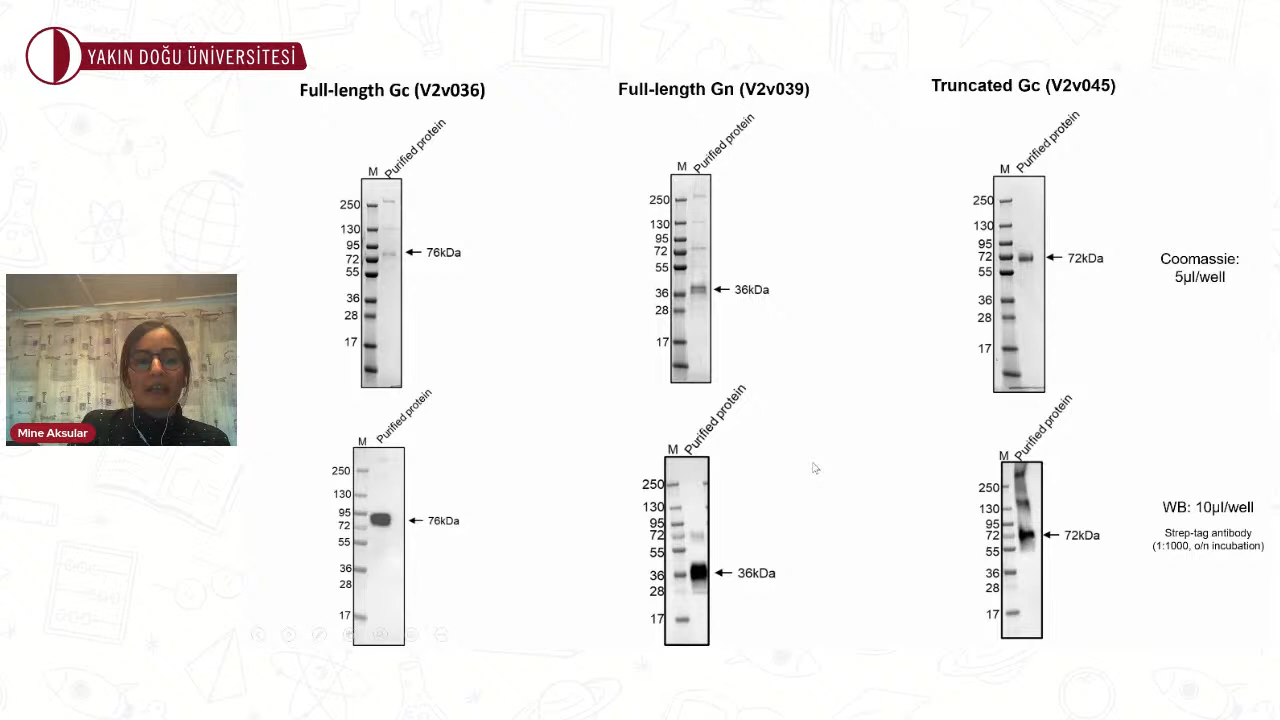 YAKIN DOĞU ÜNİVERSİTESİ
Full-length Gc (V2v036)
Full-length Gn (V2v039)
Truncated Gc (V2v045)
M
Purified protein
250
130
95
72
55
36
28
17
76kDa
M
Purified protein
250
130
95
72
55
36
28
17
36kDa
M
Purified protein
250
130
95
72
55
36
28
17
72kDa
Coomassie:
5µl/well
Mine Aksular
M
Purified protein
250
130
95
72
55
36
28
17
76kDa
M
Purified protein
250
130
95
72
55
36
28
17
36kDa
M
Purified protein
250
130
95
72
55
36
28
17
72kDa
WB: 10µl/well
Strep-tag antibody
(1:1000, o/n incubation)